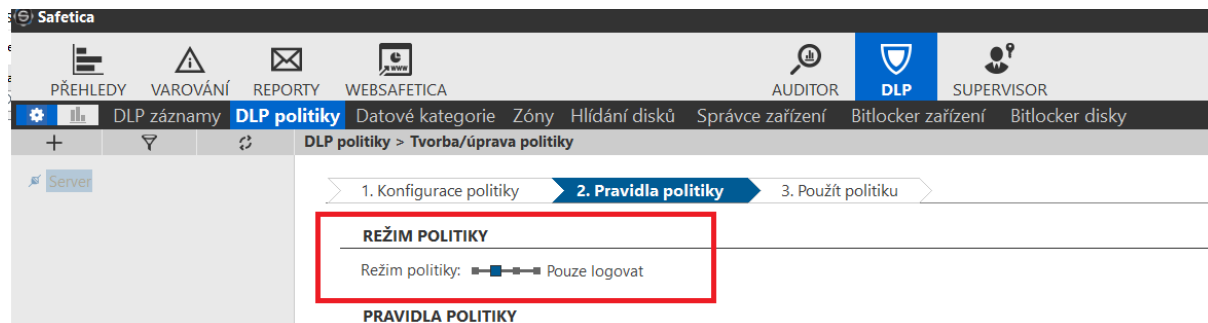 Safetica
PŘEHLEDY VAROVÁNÍ REPORTY WEBSAFETICA AUDITOR DLP SUPERVISOR
DLP záznamy DLP politiky Datové kategorie Zóny Hlídání disků Správce zařízení Bitlocker zařízení Bitlocker disky
DLP politiky > Tvorba/úprava politiky
Server
1. Konfigurace politiky 2. Pravidla politiky 3. Použít politiku
REŽIM POLITIKY
Režim politiky: Pouze logovat
PRAVIDLA POLITIKY